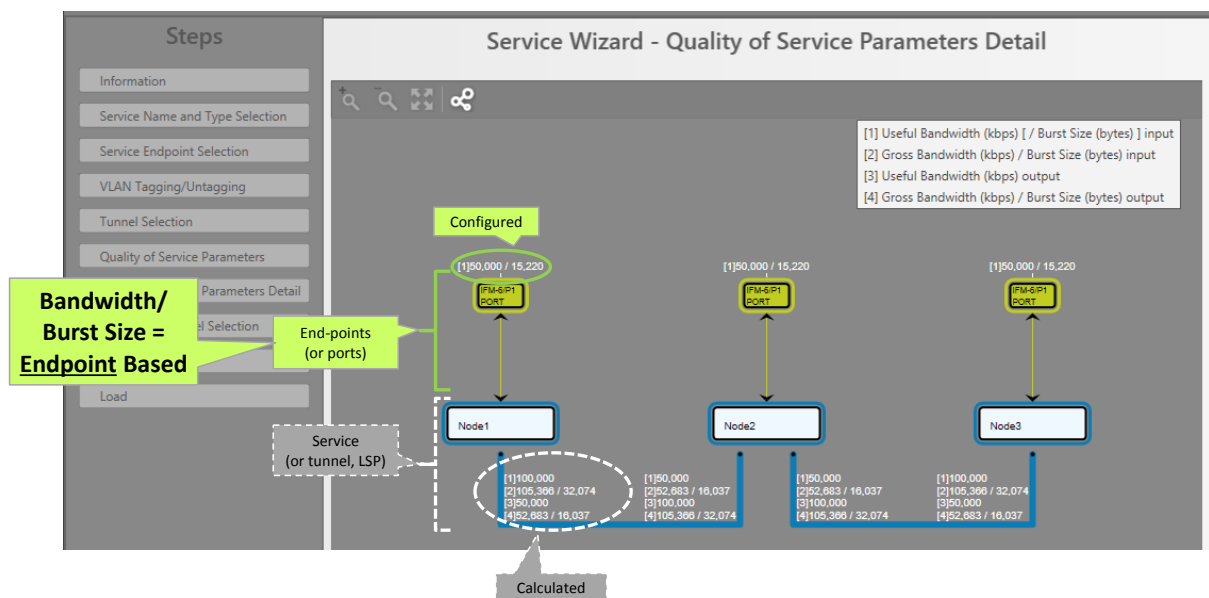 Steps
Information
Service Name and Type Selection
Service Endpoint Selection
VLAN Tagging/Untagging
Tunnel Selection
Quality of Service Parameters
Parameters Detail
Selection
Load
Bandwidth/
Burst Size =
Endpoint Based
Service Wizard - Quality of Service Parameters Detail
[1] Useful Bandwidth (kbps) [ / Burst Size (bytes) ] input
[2] Gross Bandwidth (kbps) / Burst Size (bytes) input
[3] Useful Bandwidth (kbps) output
[4] Gross Bandwidth (kbps) / Burst Size (bytes) output
Configured
[1]50,000 / 15,220
[1]50,000 / 15,220
[1]50,000 / 15,220
IFM-6/P1
PORT
IFM-6/P1
PORT
IFM-6/P1
PORT
End-points
(or ports)
Node1
Node2
Node3
Service
(or tunnel, LSP)
[1]100,000
[2]105,366 / 32,074
[3]50,000
[4]52,683 / 16,037
[1]50,000
[2]52,683 / 16,037
[3]100,000
[4]105,366 / 32,074
[1]50,000
[2]52,683 / 16,037
[3]100,000
[4]105,366 / 32,074
[1]100,000
[2]105,366 / 32,074
[3]50,000
[4]52,683 / 16,037
Calculated